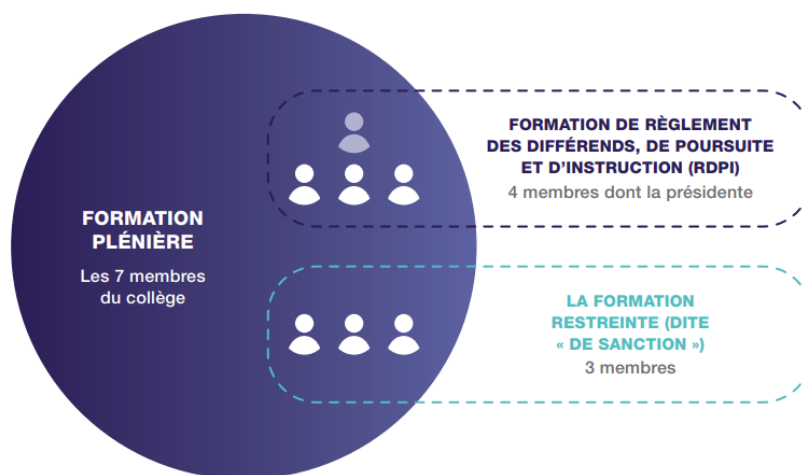 FORMATION
PLÉNIÈRE
Les 7 membres
du collège
FORMATION DE RÈGLEMENT
DES DIFFÉRENDS, DE POURSUITE
ET D’INSTRUCTION (RDPI)
4 membres dont la présidente
LA FORMATION
RESTREINTE (DITE
« DE SANCTION »)
3 membres